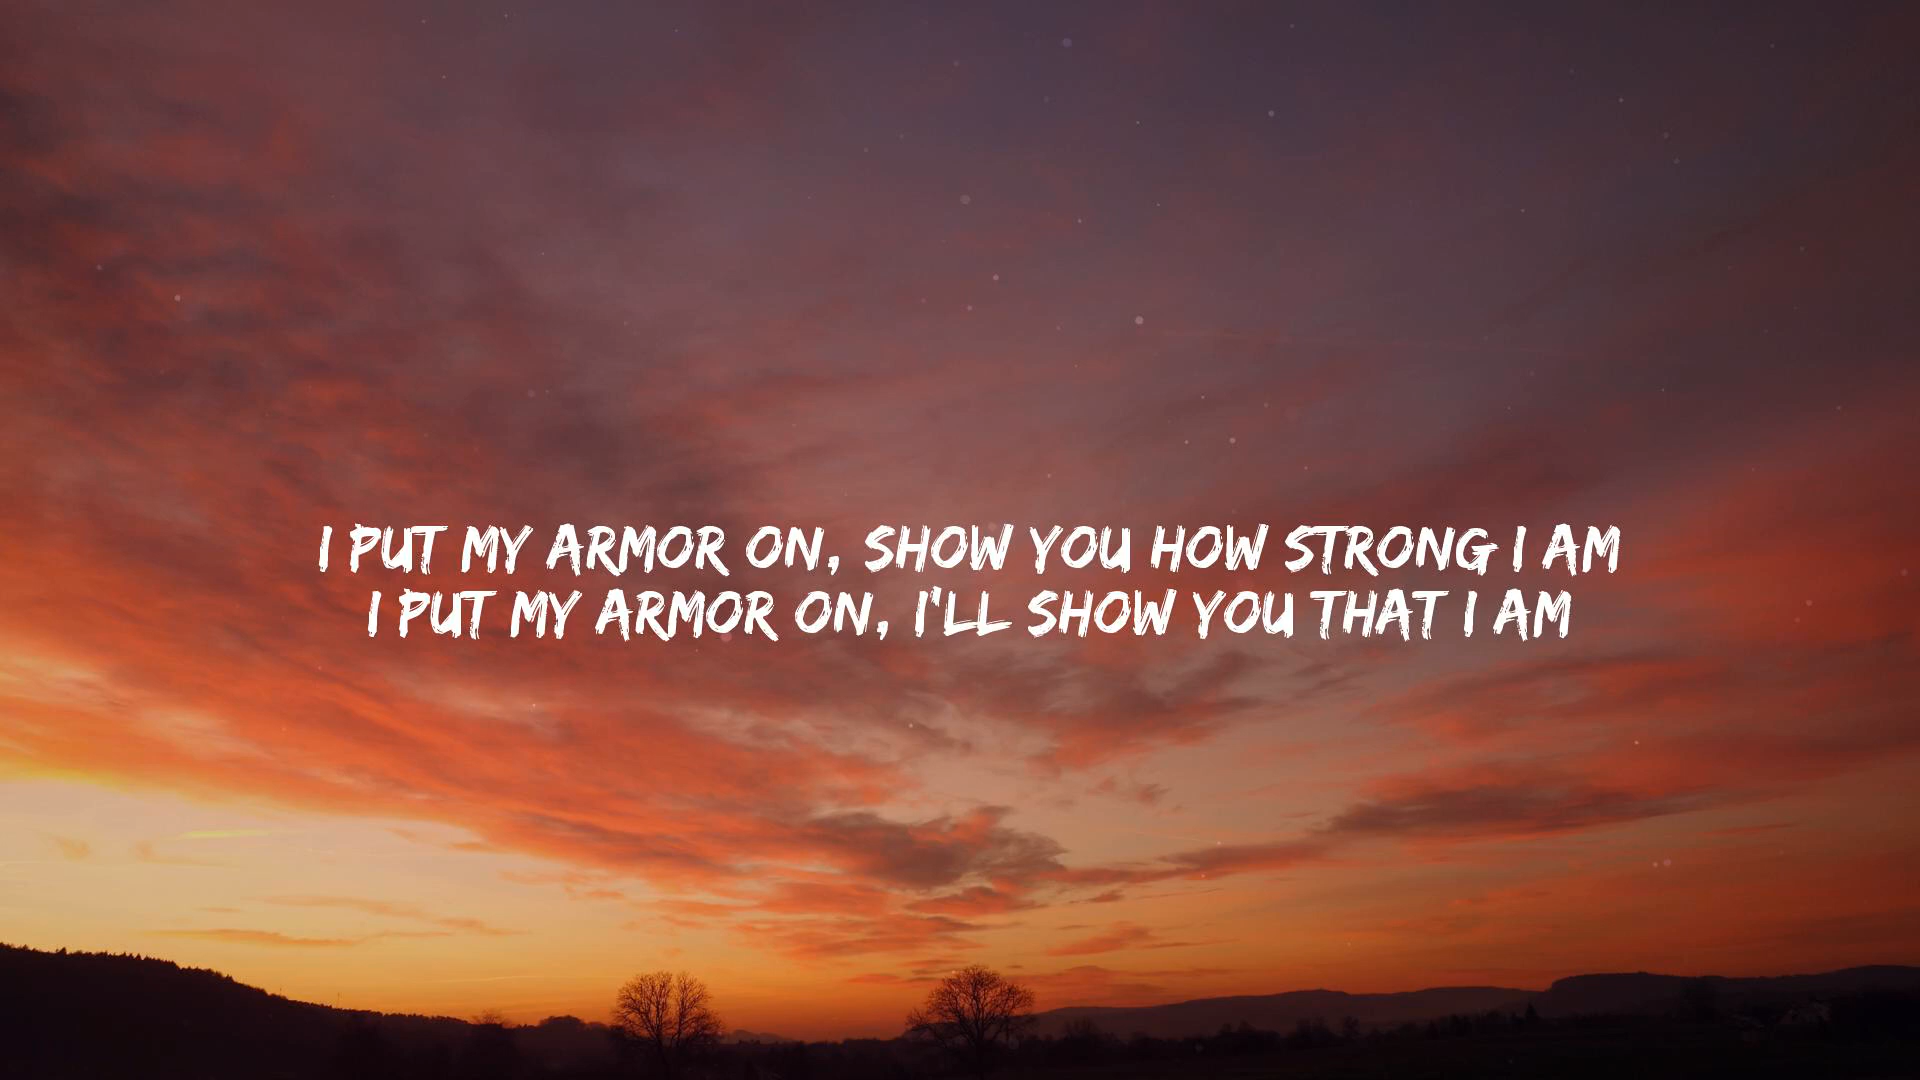 I PUT MY ARMOR ON, SHOW YOU HOW STRONG I AM
I PUT MY ARMOR ON, I'LL SHOW YOU THAT I AM